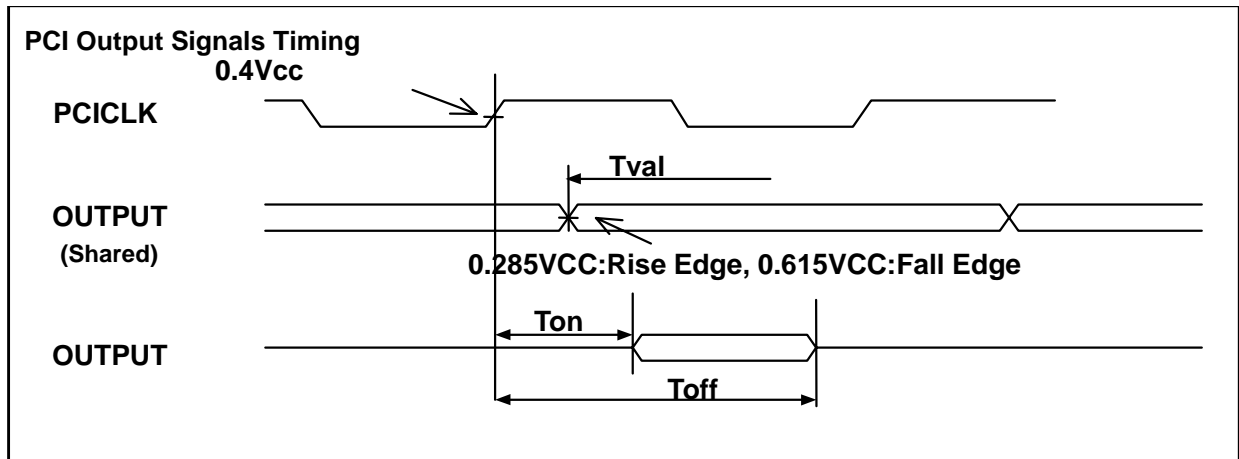 PCI Output Signals Timing
0.4Vcc
PCICLK
Tval
OUTPUT
(Shared)
0.285VCC:Rise Edge, 0.615VCC:Fall Edge
Ton
OUTPUT
Toff